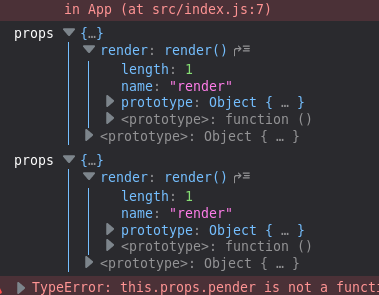 in App (at src/index.js:7)
props ▼ {…}
▼ render: render()
length: 1
name: "render"
▶ prototype: Object { … }
▶ <prototype>: function ()
▶ <prototype>: Object { … }
props ▼ {…}
▼ render: render()
length: 1
name: "render"
▶ prototype: Object { … }
▶ <prototype>: function ()
▶ <prototype>: Object { … }
▶ TypeError: this.props.pender is not a functi